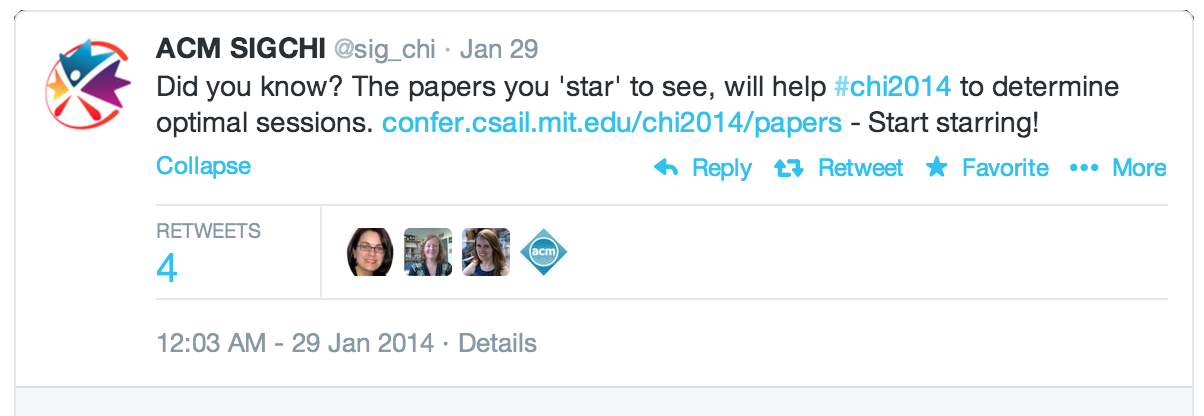 ACM SIGCHI @sig_chi · Jan 29
Did you know? The papers you 'star' to see, will help #chi2014 to determine
optimal sessions. confer.csail.mit.edu/chi2014/papers - Start starring!
Collapse Reply Retweet Favorite More
RETWEETS
4
acm
12:03 AM - 29 Jan 2014 · Details